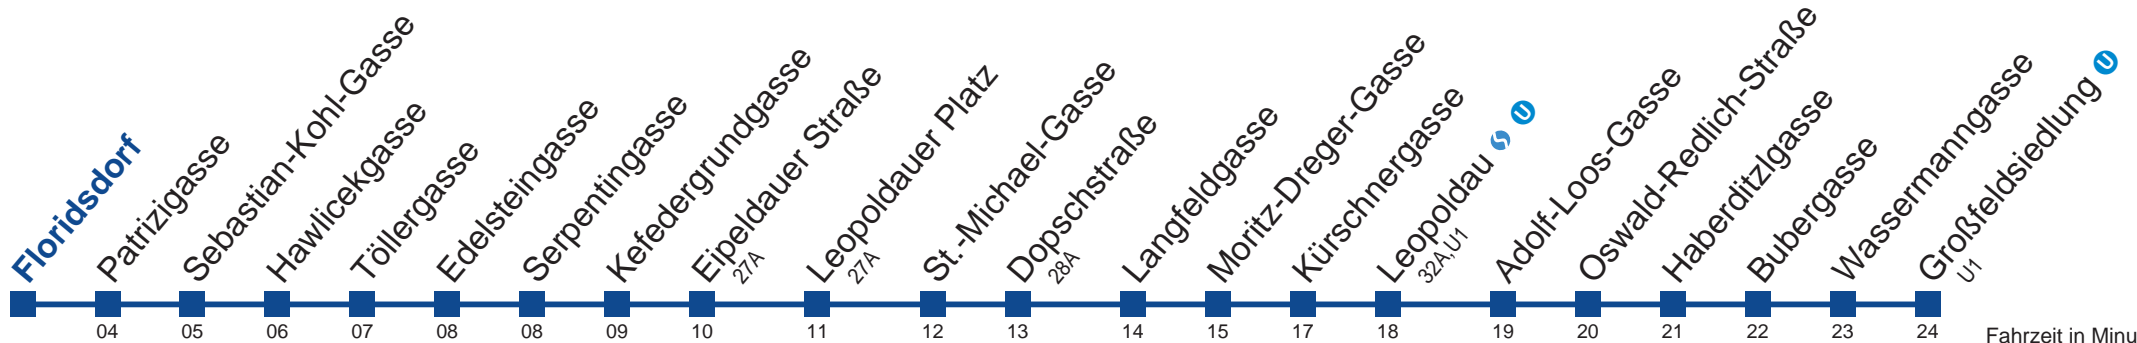 Floridsdorf
Patrizigasse
Sebastian-Kohl-Gasse
Hawlicekgasse
Töllergasse
Edelsteingasse
Serpentingasse
Kefedergrundgasse
Eipeldauer Straße
27A
Leopoldauer Platz
27A
St.-Michael-Gasse
Dopschstraße
28A
Langfeldgasse
Moritz-Dreger-Gasse
Kürschnergasse
Leopoldau S U
32A,U1
Adolf-Loos-Gasse
Oswald-Redlich-Straße
Haberditzlgasse
Bubergasse
Wassermanngasse
Großfeldsiedlung U
U1
04 05 06 07 08 08 09 10 11 12 13 14 15 17 18 19 20 21 22 23 24
Fahrzeit in Minu